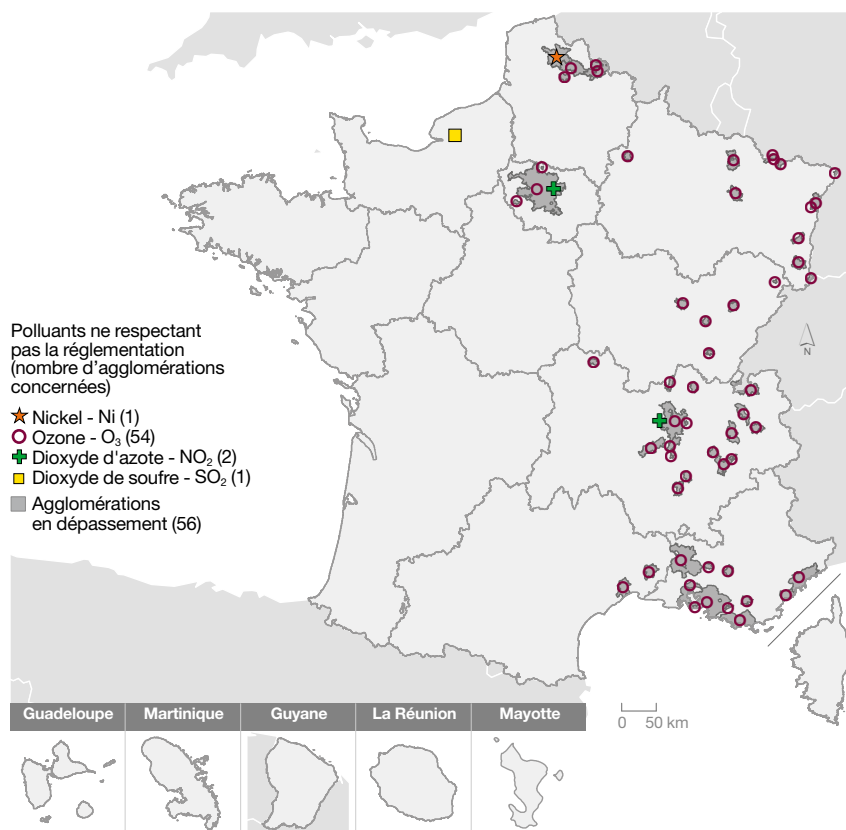 Polluants ne respectant
pas la réglementation
(nombre d'agglomérations
concernées)
Nickel - Ni (1)
Ozone - O₃ (54)
Dioxyde d'azote - NO₂ (2)
Dioxyde de soufre - SO₂ (1)
Agglomérations
en dépassement (56)
N
0 50 km
Guadeloupe Martinique Guyane La Réunion Mayotte